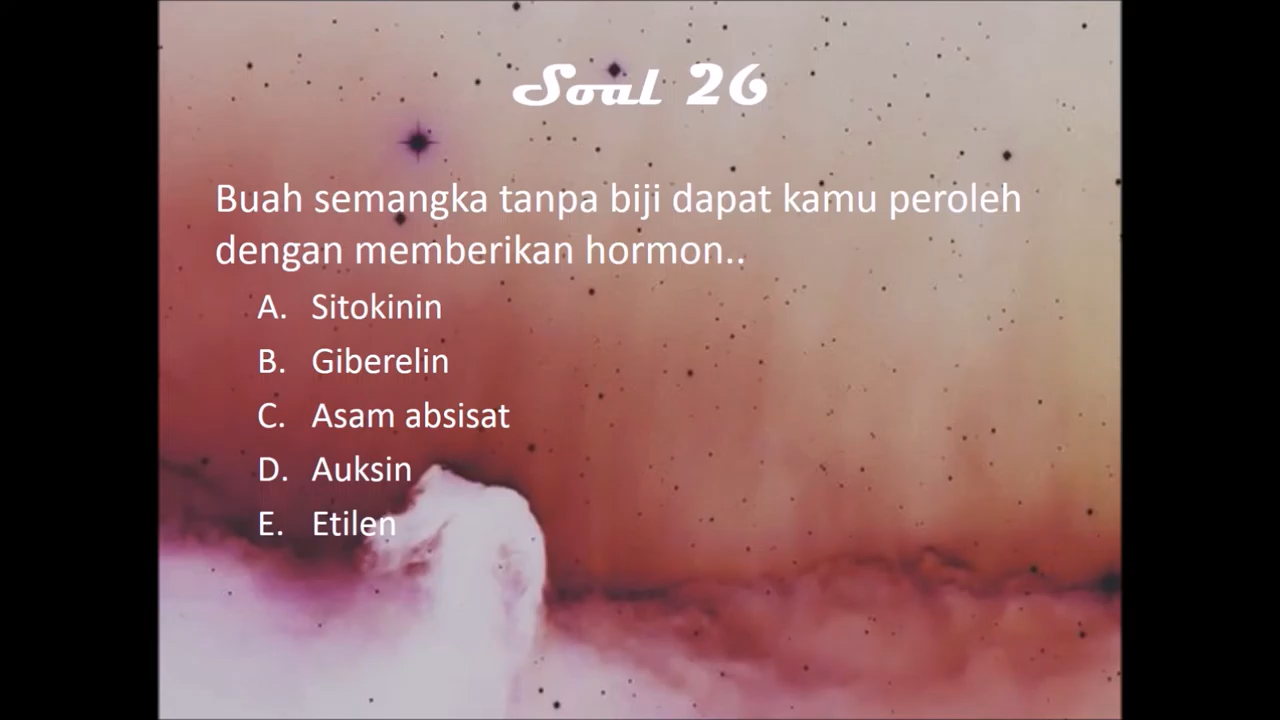 Soal 26
Buah semangka tanpa biji dapat kamu peroleh
dengan memberikan hormon..
A. Sitokinin
B. Giberelin
C. Asam absisat
D. Auksin
E. Etilen